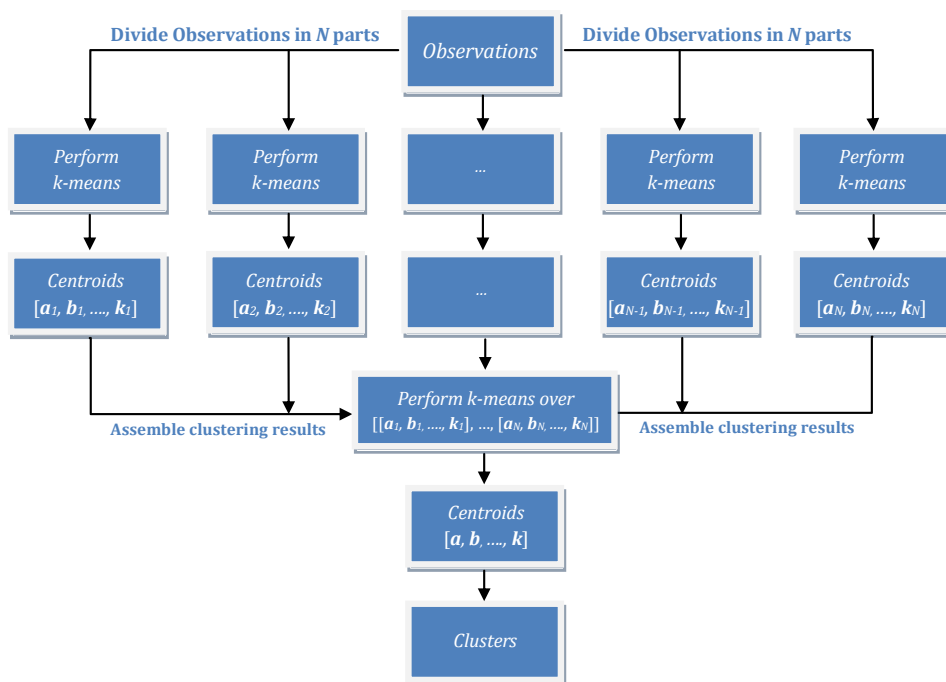 Divide Observations in N parts
Observations
Divide Observations in N parts
Perform
k-means
Perform
k-means
...
Perform
k-means
Perform
k-means
Centroids
[a1, b1, ...., k1]
Centroids
[a2, b2, ...., k2]
...
Centroids
[aN-1, bN-1, ...., kN-1]
Centroids
[aN, bN, ...., kN]
Perform k-means over
[[a1, b1, ...., k1], ..., [aN, bN, ...., kN]]
Assemble clustering results
Assemble clustering results
Centroids
[a, b, ...., k]
Clusters